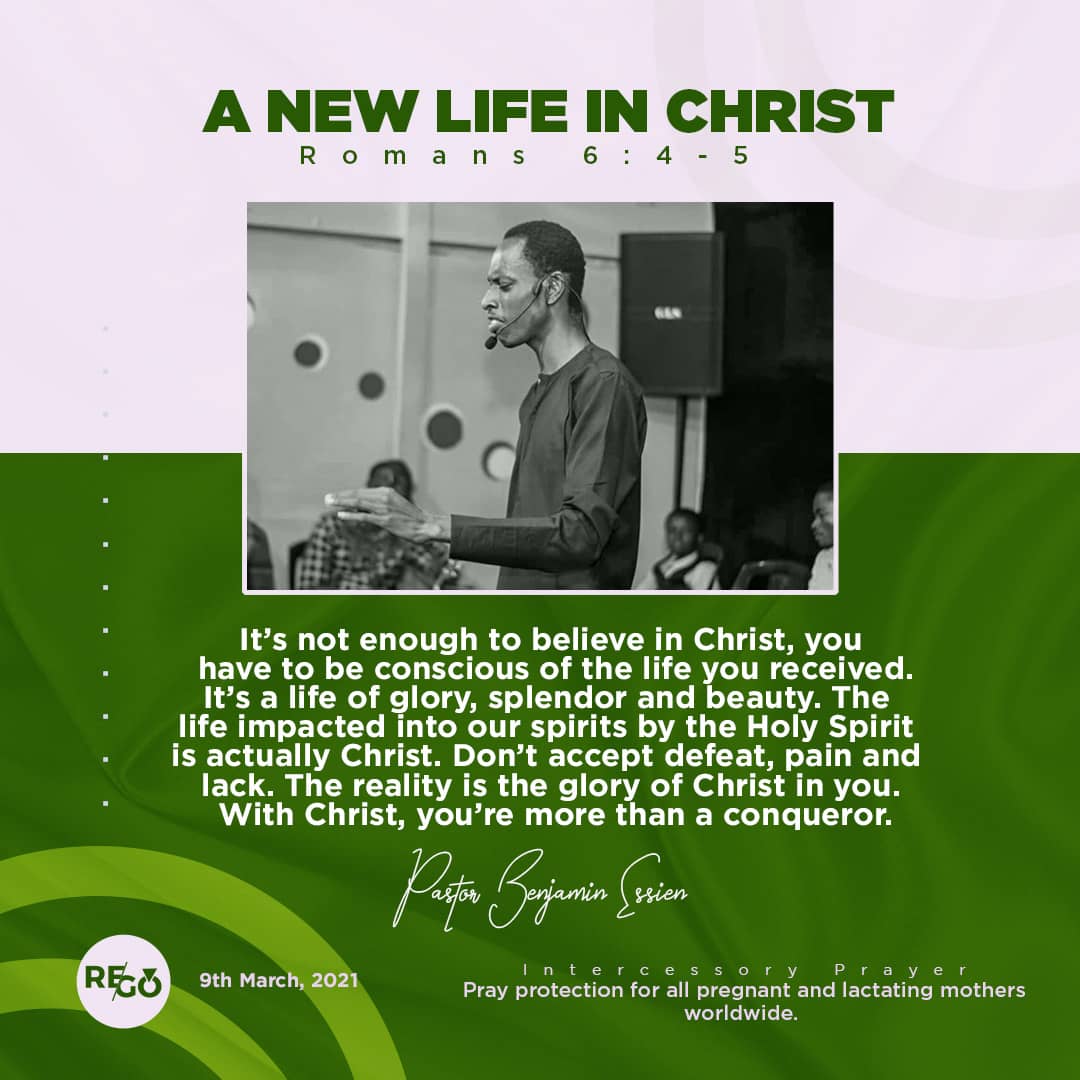 A NEW LIFE IN CHRIST
Romans 6:4-5
It’s not enough to believe in Christ, you
have to be conscious of the life you received.
It’s a life of glory, splendor and beauty. The
life impacted into our spirits by the Holy Spirit
is actually Christ. Don’t accept defeat, pain and
lack. The reality is the glory of Christ in you.
With Christ, you’re more than a conqueror.
Pastor Benjamin Essien
RE/GO
9th March, 2021
Intercessory Prayer
Pray protection for all pregnant and lactating mothers
worldwide.